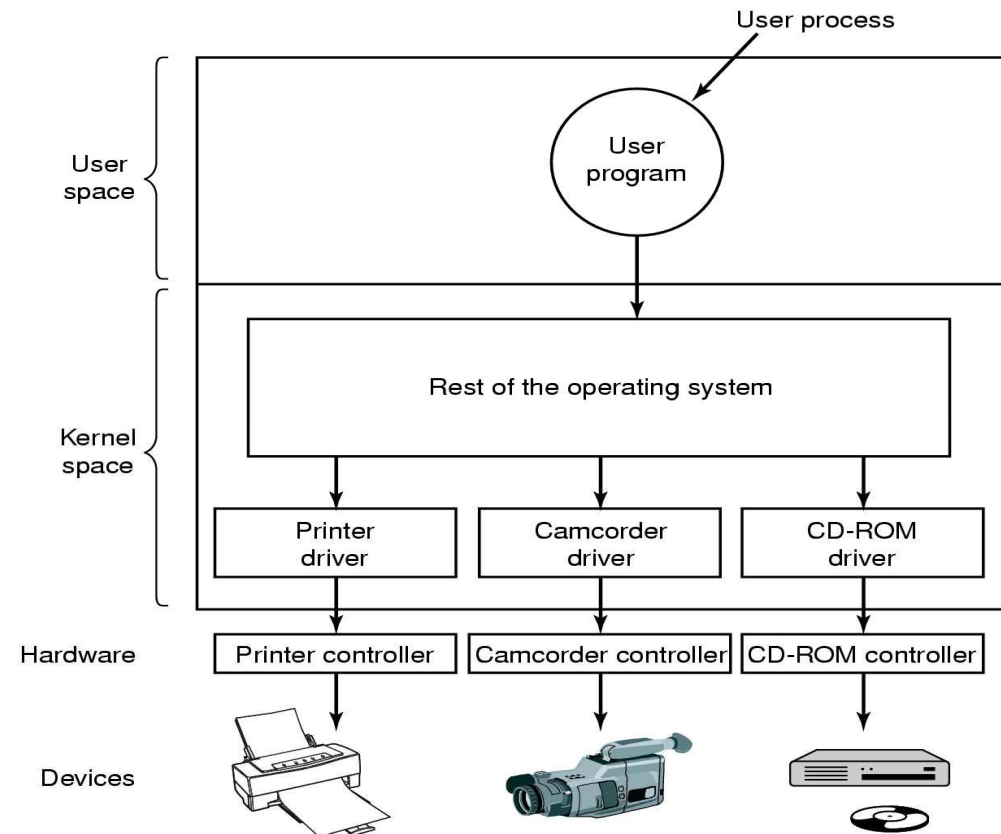 User process
User
program
User
space
Rest of the operating system
Kernel
space
Printer
driver
Camcorder
driver
CD-ROM
driver
Hardware
Printer controller
Camcorder controller
CD-ROM controller
Devices